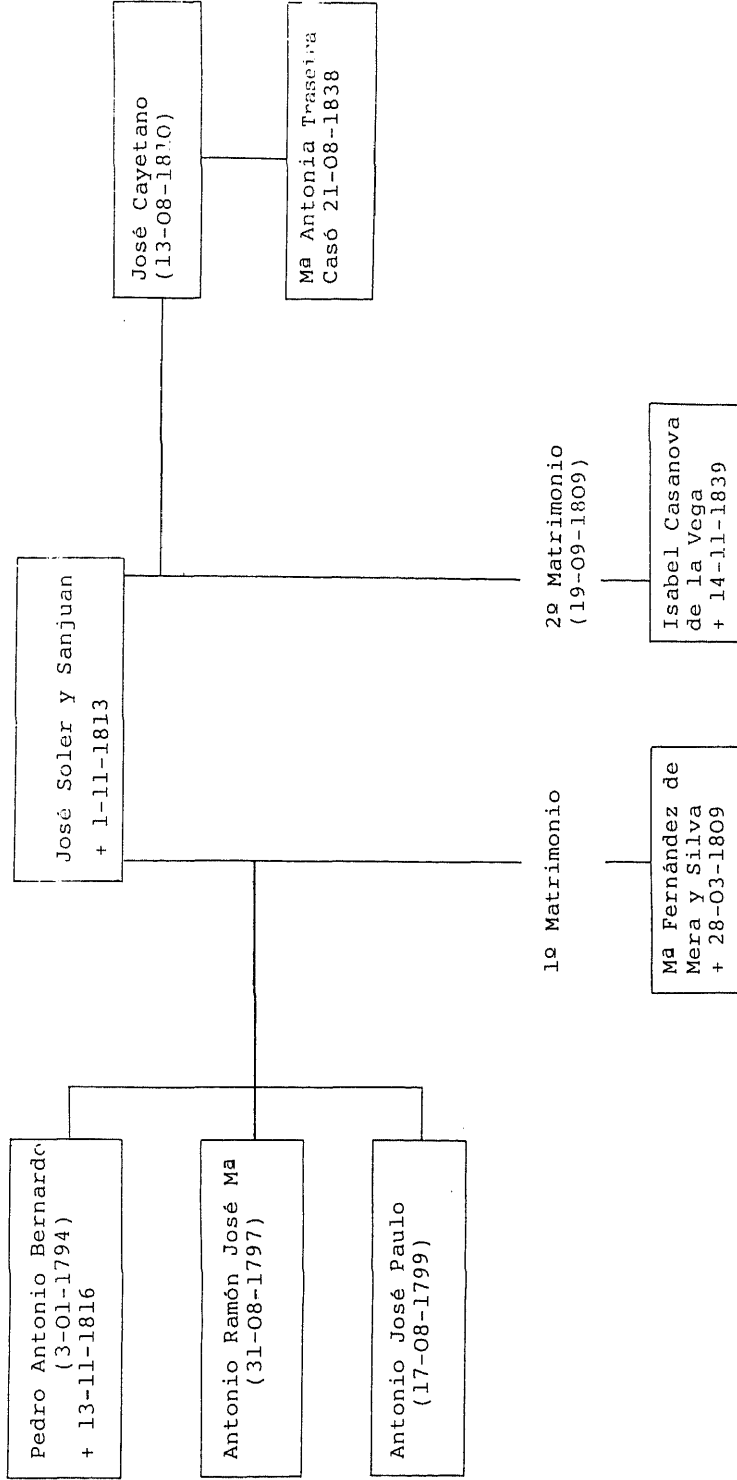 José Soler y Sanjuan
+ 1-11-1813
Pedro Antonio Bernardo
(3-01-1794)
+ 13-11-1816
Antonio Ramón José Mª
(31-08-1797)
Antonio José Paulo
(17-08-1799)
José Cayetano
(13-08-1810)
Mª Antonia Traseira
Casó 21-08-1838
1º Matrimonio
2º Matrimonio
(19-09-1809)
Mª Fernández de
Mera y Silva
+ 28-03-1809
Isabel Casanova
de la Vega
+ 14-11-1839